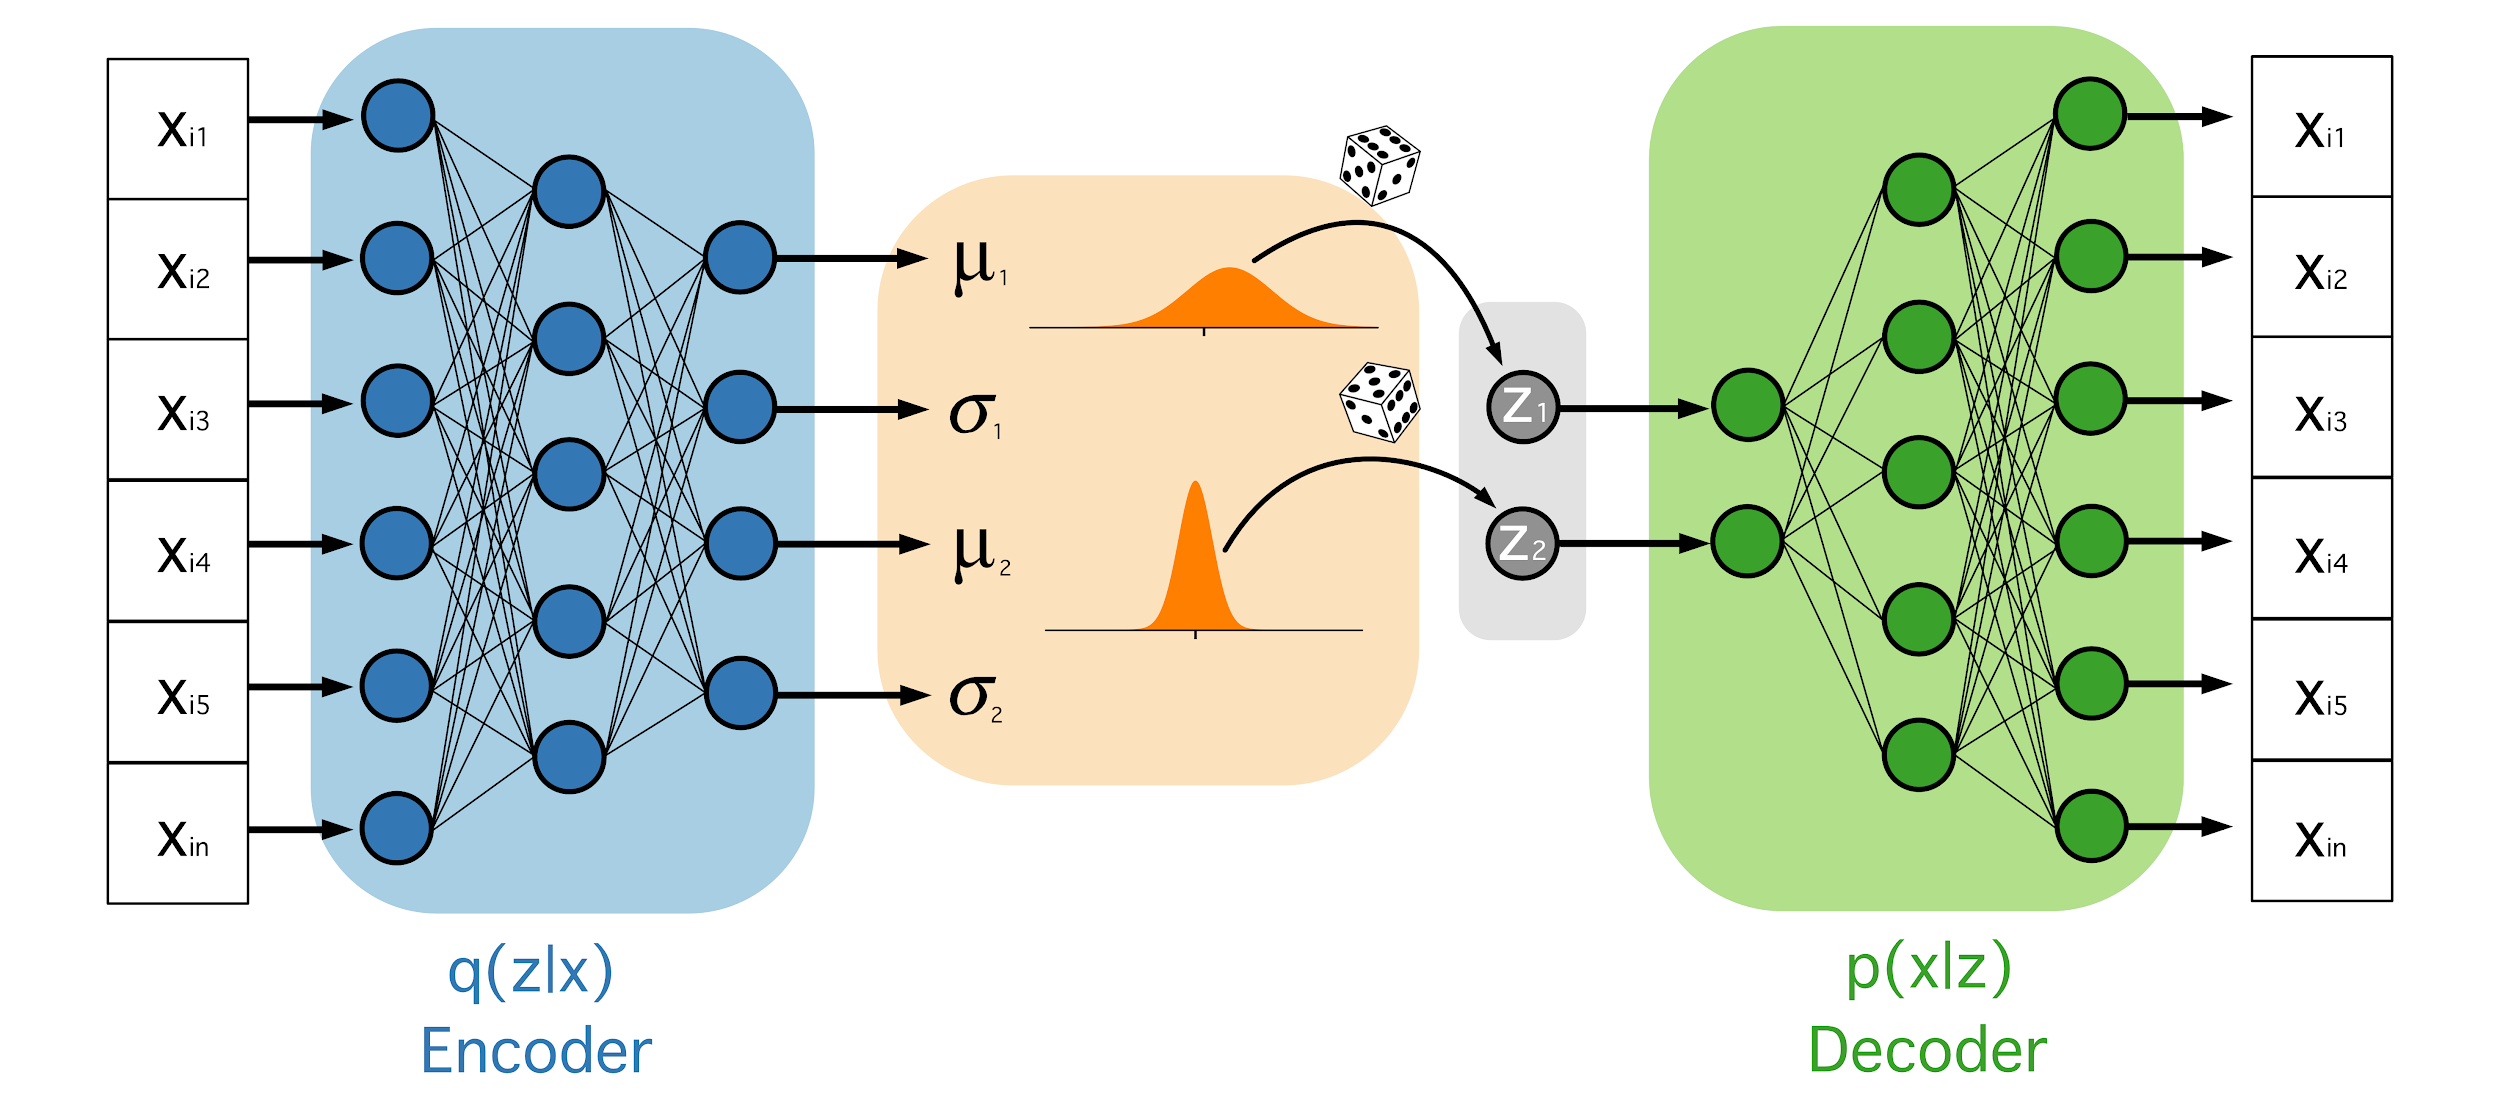 xi1
xi2
xi3
xi4
xi5
xin
μ1
σ1
μ2
σ2
z1
z2
xi1
xi2
xi3
xi4
xi5
xin
q(z|x)
Encoder
p(x|z)
Decoder